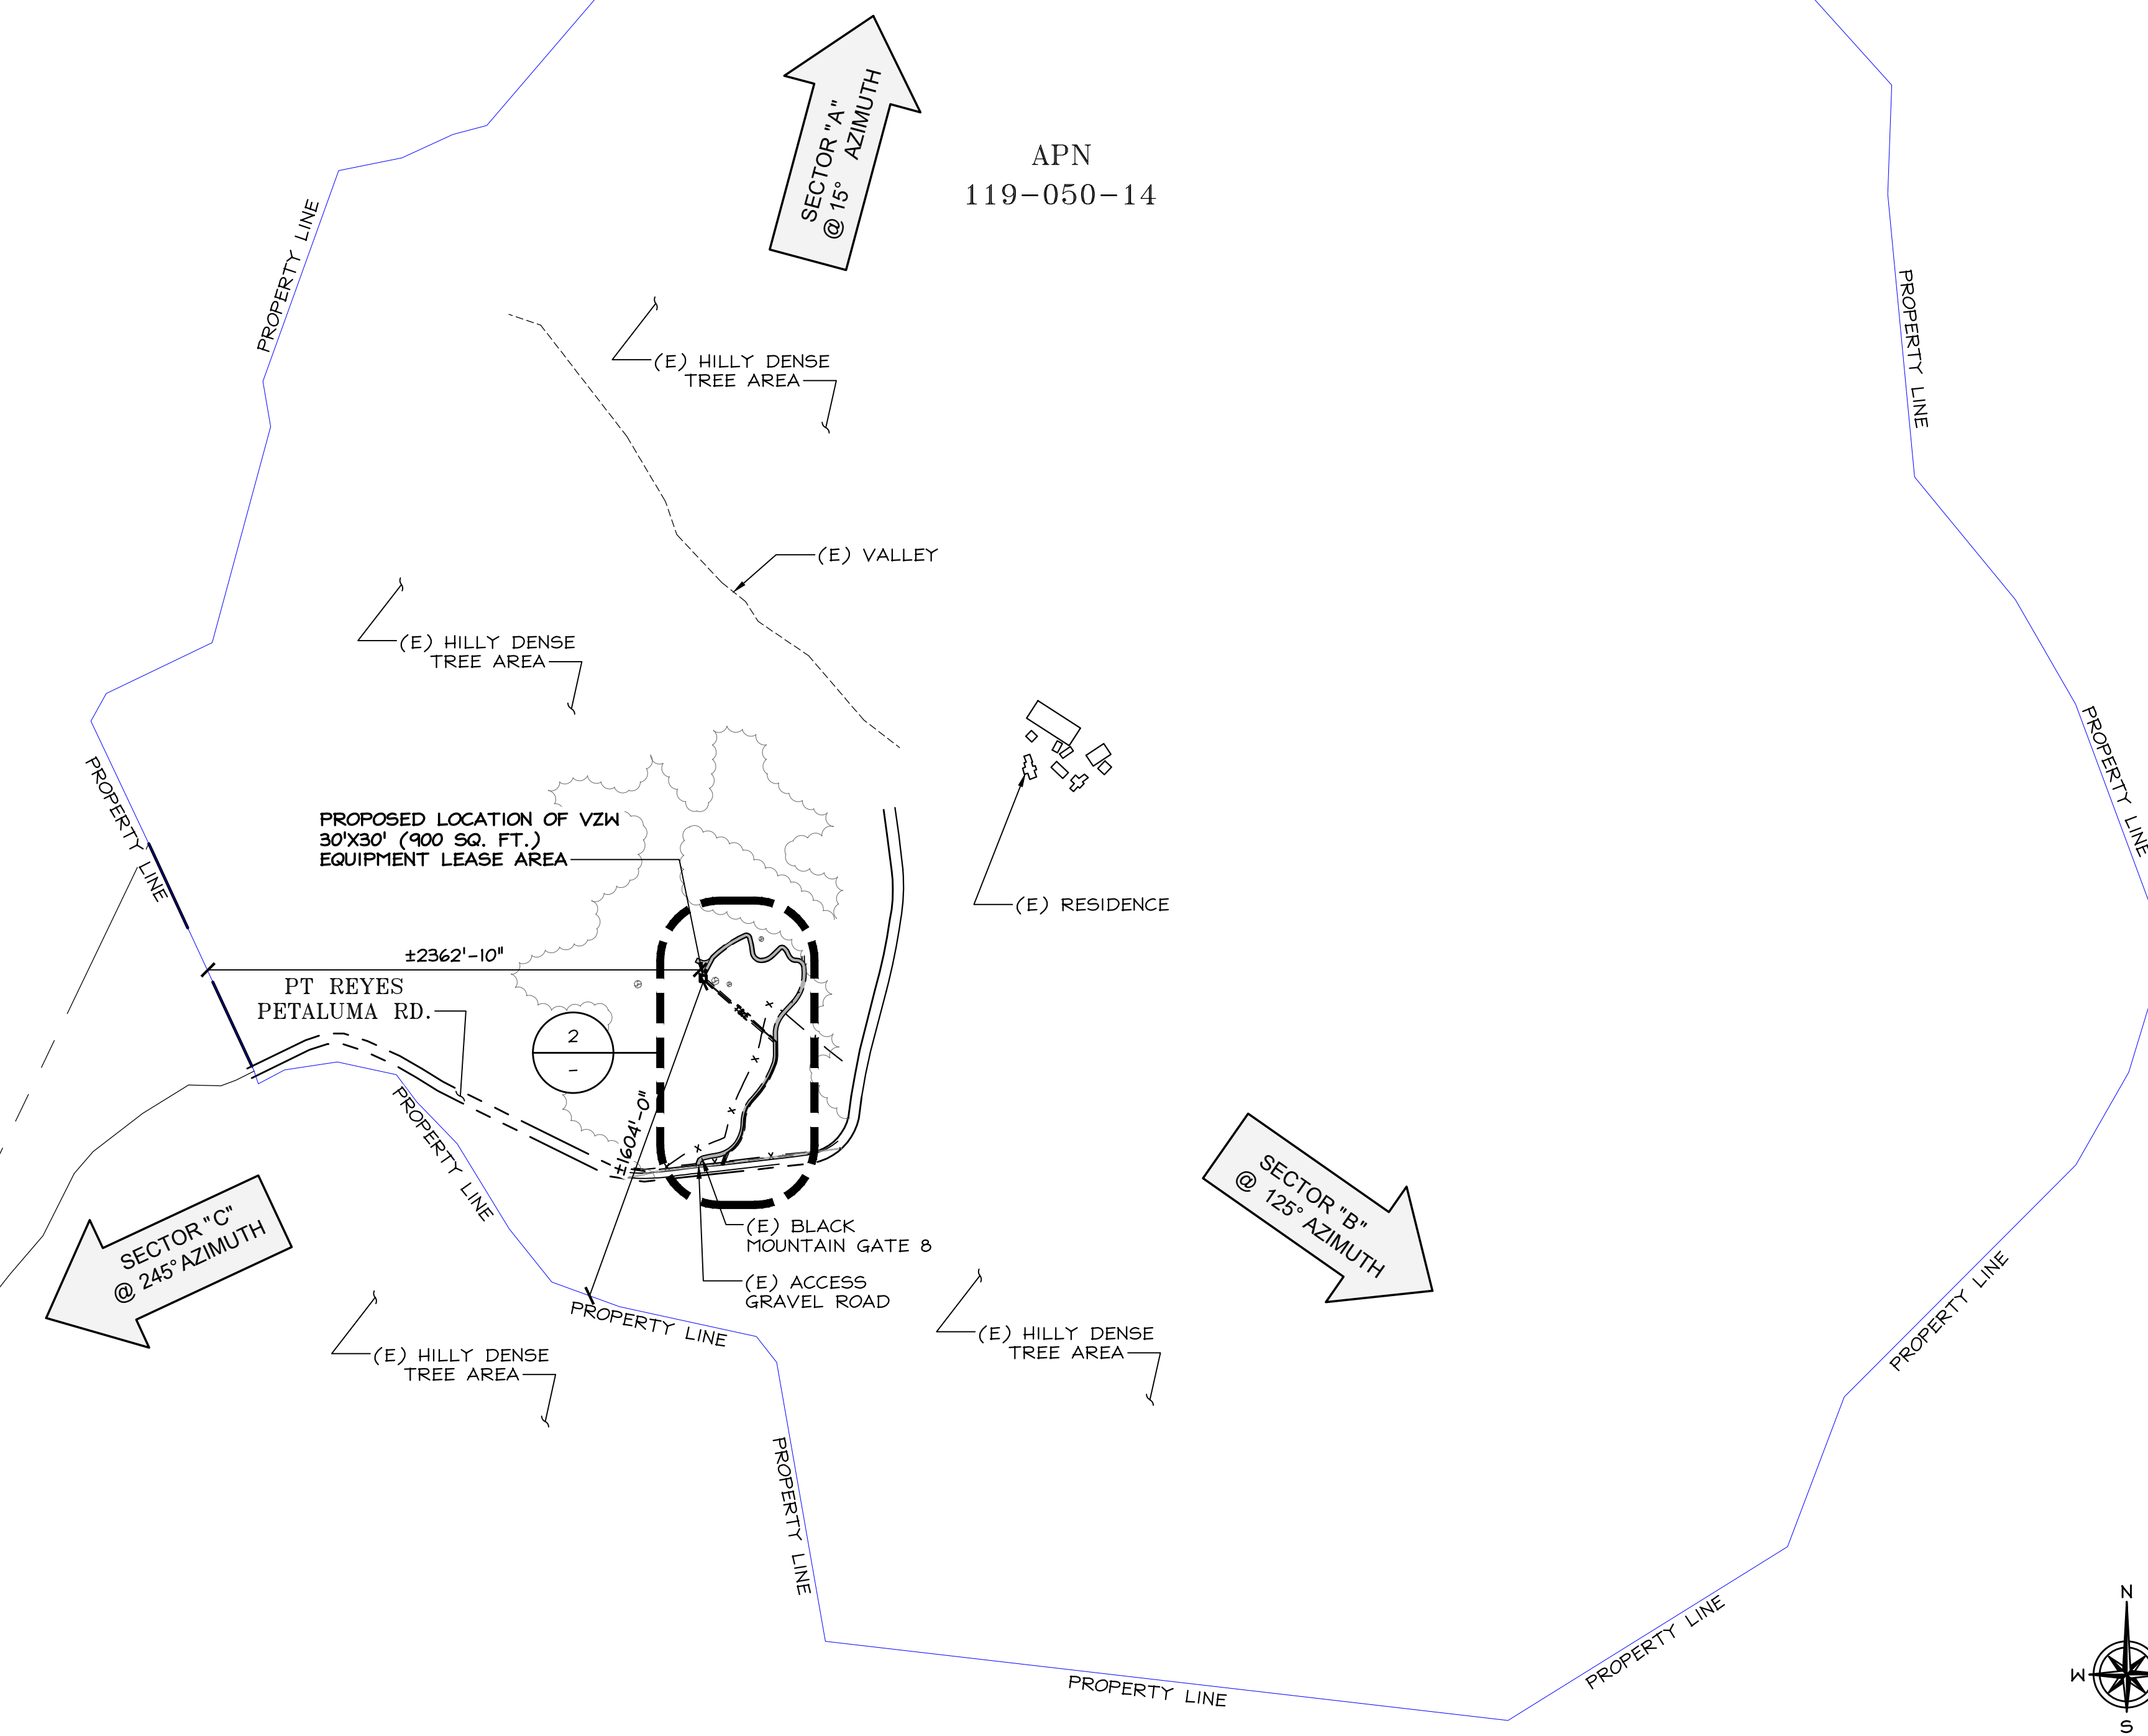 SECTOR "A"
@ 15° AZIMUTH
APN
119-050-14
PROPERTY LINE
PROPERTY LINE
(E) HILLY DENSE
TREE AREA
(E) VALLEY
(E) HILLY DENSE
TREE AREA
PROPERTY LINE
PROPERTY LINE
PROPOSED LOCATION OF VZW
30'X30' (900 SQ. FT.)
EQUIPMENT LEASE AREA
(E) RESIDENCE
±2362'-10"
PT REYES
PETALUMA RD.
2
-
±1604'-0"
PROPERTY LINE
SECTOR "B"
@ 125° AZIMUTH
SECTOR "C"
@ 245° AZIMUTH
(E) BLACK
MOUNTAIN GATE 8
(E) ACCESS
GRAVEL ROAD
PROPERTY LINE
PROPERTY LINE
(E) HILLY DENSE
TREE AREA
(E) HILLY DENSE
TREE AREA
PROPERTY LINE
PROPERTY LINE
PROPERTY LINE
N
W
S